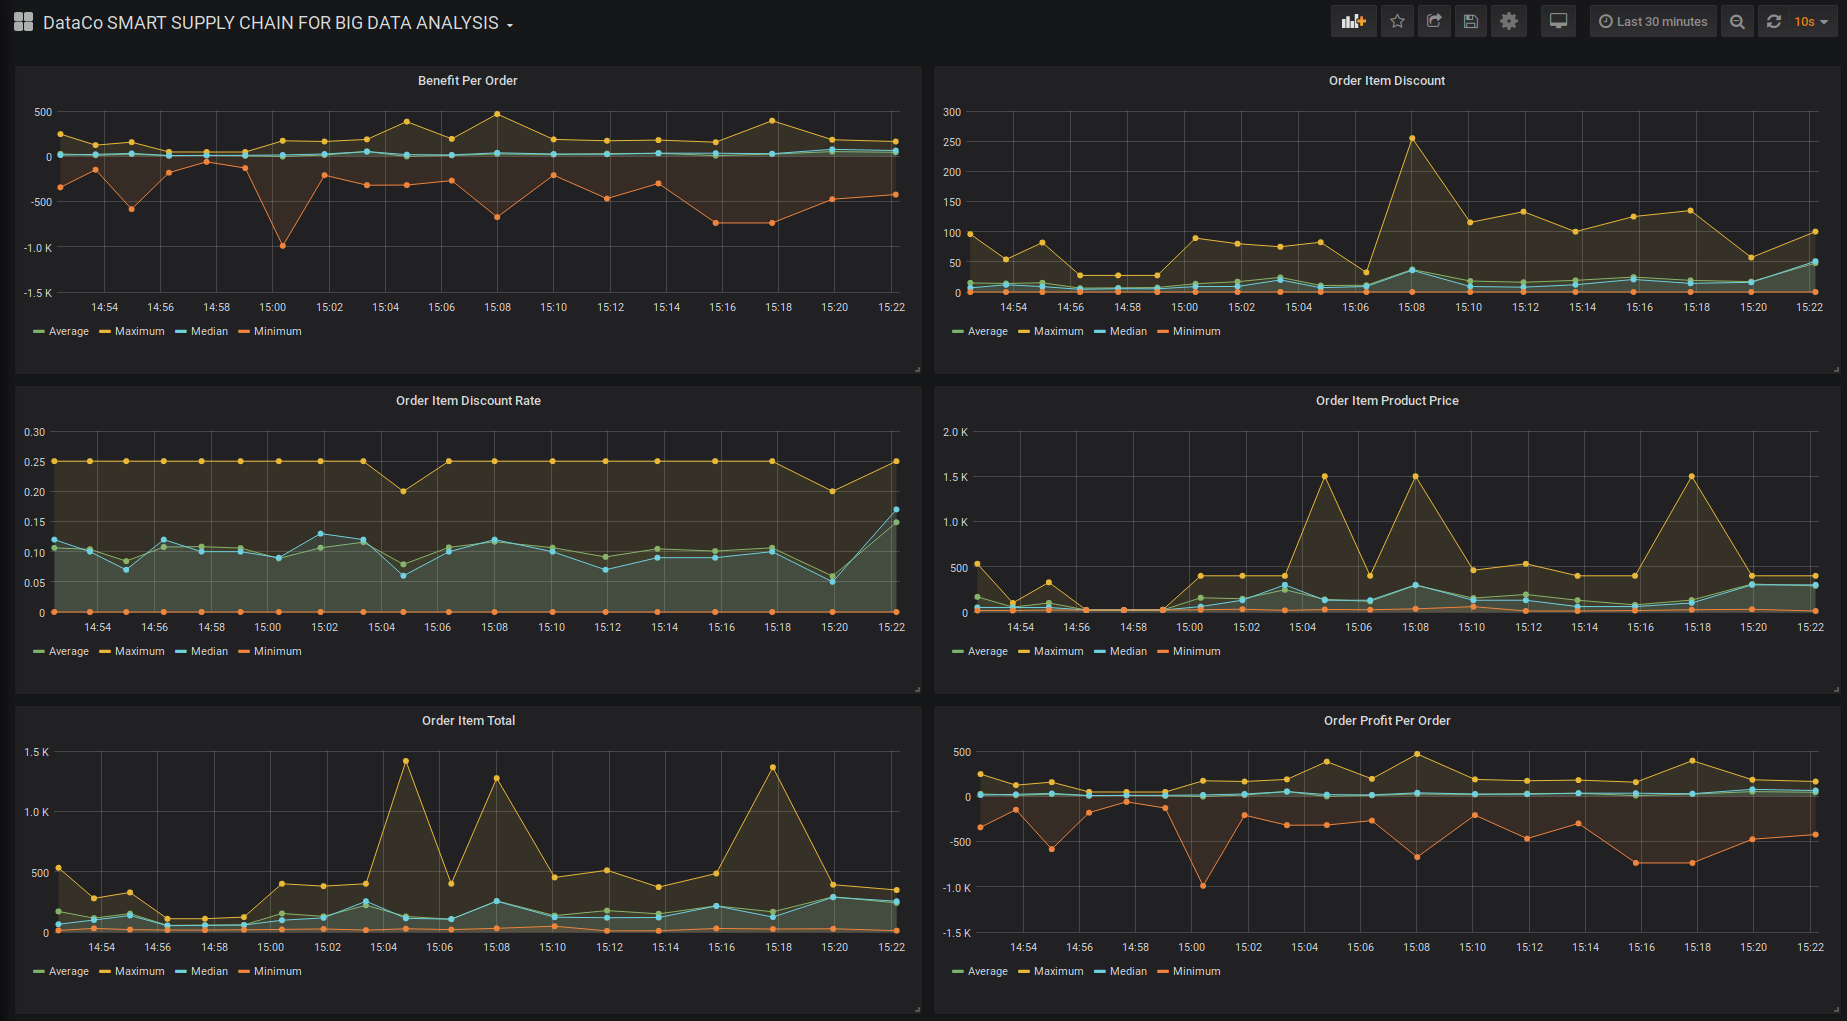 DataCo SMART SUPPLY CHAIN FOR BIG DATA ANALYSIS
Last 30 minutes
10s
Benefit Per Order
500
0
-500
-1.0 K
-1.5 K
14:54 14:56 14:58 15:00 15:02 15:04 15:06 15:08 15:10 15:12 15:14 15:16 15:18 15:20 15:22
Average Maximum Median Minimum
Order Item Discount
300
250
200
150
100
50
0
14:54 14:56 14:58 15:00 15:02 15:04 15:06 15:08 15:10 15:12 15:14 15:16 15:18 15:20 15:22
Average Maximum Median Minimum
Order Item Discount Rate
0.30
0.25
0.20
0.15
0.10
0.05
0
14:54 14:56 14:58 15:00 15:02 15:04 15:06 15:08 15:10 15:12 15:14 15:16 15:18 15:20 15:22
Average Maximum Median Minimum
Order Item Product Price
2.0 K
1.5 K
1.0 K
500
0
14:54 14:56 14:58 15:00 15:02 15:04 15:06 15:08 15:10 15:12 15:14 15:16 15:18 15:20 15:22
Average Maximum Median Minimum
Order Item Total
1.5 K
1.0 K
500
0
14:54 14:56 14:58 15:00 15:02 15:04 15:06 15:08 15:10 15:12 15:14 15:16 15:18 15:20 15:22
Average Maximum Median Minimum
Order Profit Per Order
500
0
-500
-1.0 K
-1.5 K
14:54 14:56 14:58 15:00 15:02 15:04 15:06 15:08 15:10 15:12 15:14 15:16 15:18 15:20 15:22
Average Maximum Median Minimum